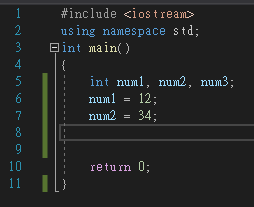 1 #include <iostream>
2 using namespace std;
3 int main()
4 {
5 int num1, num2, num3;
6 num1 = 12;
7 num2 = 34;
8
9
10 return 0;
11 }